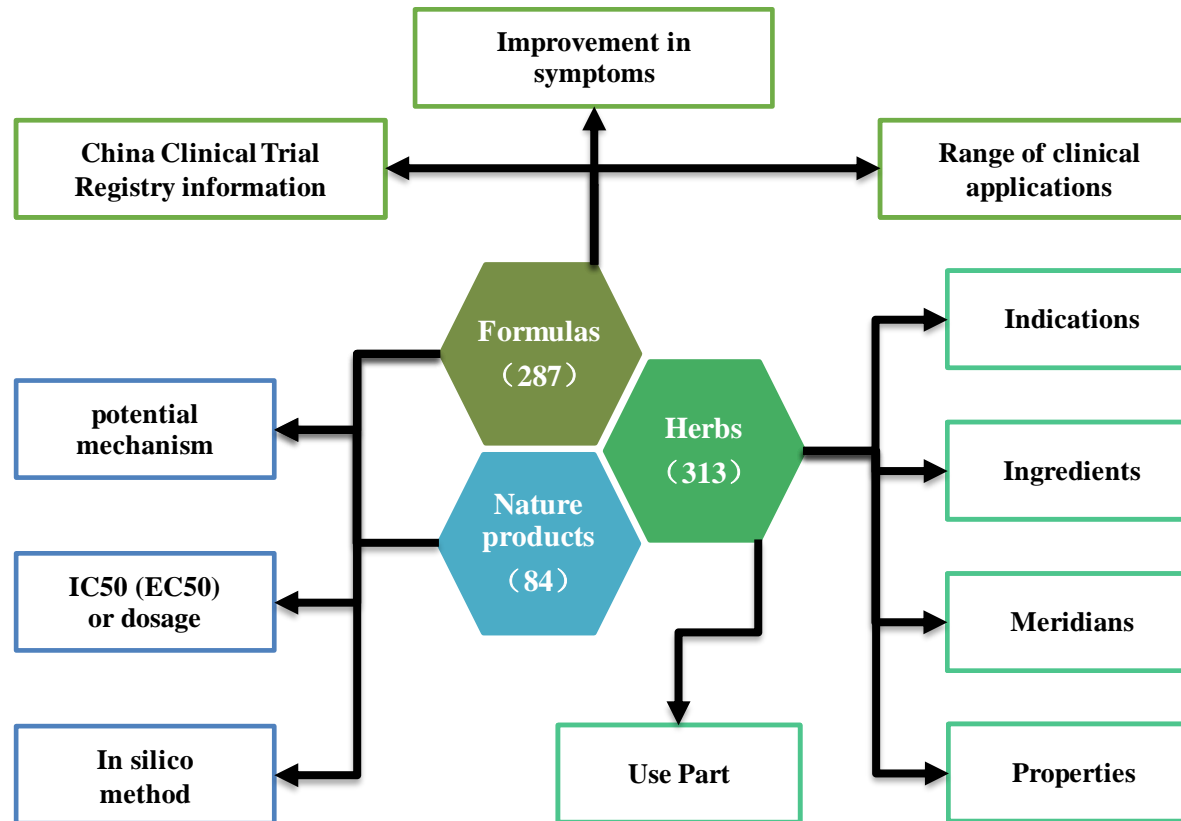 Improvement in
symptoms
China Clinical Trial
Registry information
Range of clinical
applications
Formulas
（287）
Herbs
（313）
Nature
products
（84）
potential
mechanism
IC50 (EC50)
or dosage
In silico
method
Indications
Ingredients
Meridians
Properties
Use Part